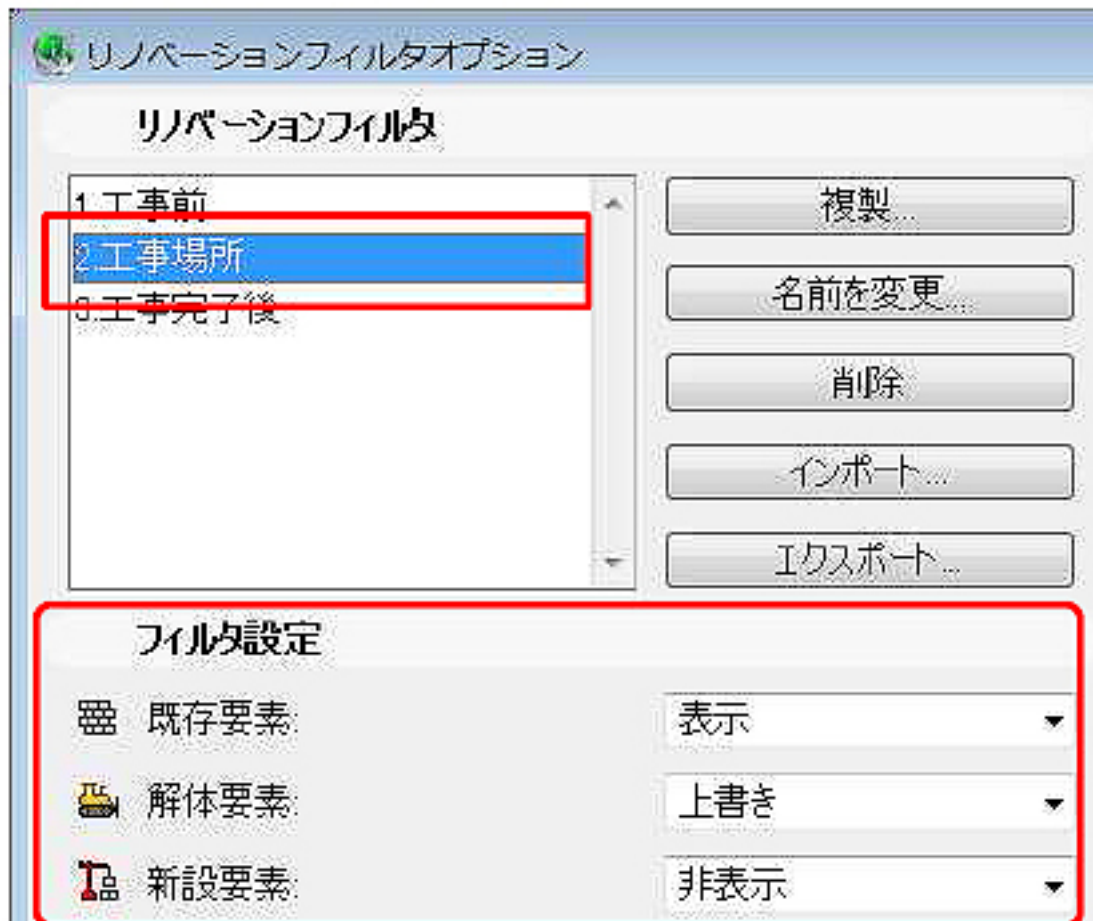 リノベーションフィルタオプション
リノベーションフィルタ
1.工事前
2.工事場所
3.工事完了後
複製...
名前を変更...
削除
インポート...
エクスポート...
フィルタ設定
既存要素: 表示
解体要素: 上書き
新設要素: 非表示